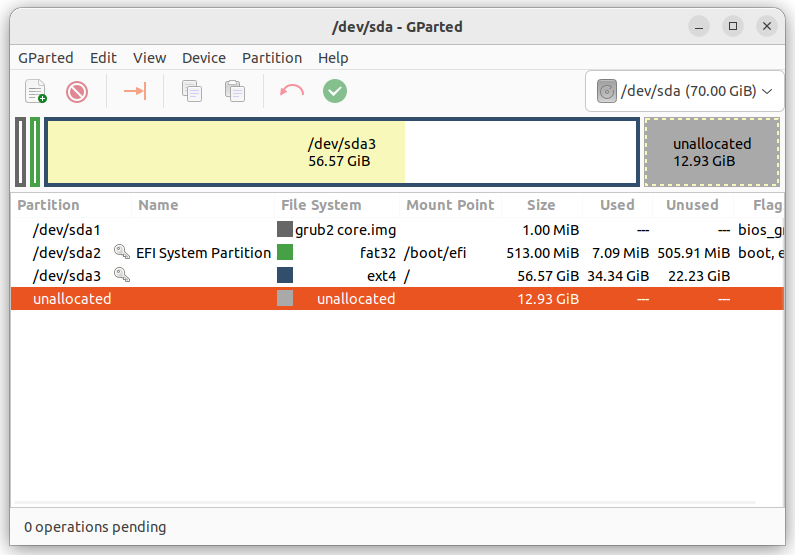 /dev/sda - GParted
GParted Edit View Device Partition Help
/dev/sda (70.00 GiB)
/dev/sda3
56.57 GiB
unallocated
12.93 GiB
Partition Name File System Mount Point Size Used Unused Flag
/dev/sda1 grub2 core.img 1.00 MiB --- --- bios_gr
/dev/sda2 EFI System Partition fat32 /boot/efi 513.00 MiB 7.09 MiB 505.91 MiB boot, e
/dev/sda3 ext4 / 56.57 GiB 34.34 GiB 22.23 GiB
unallocated unallocated 12.93 GiB --- ---
0 operations pending